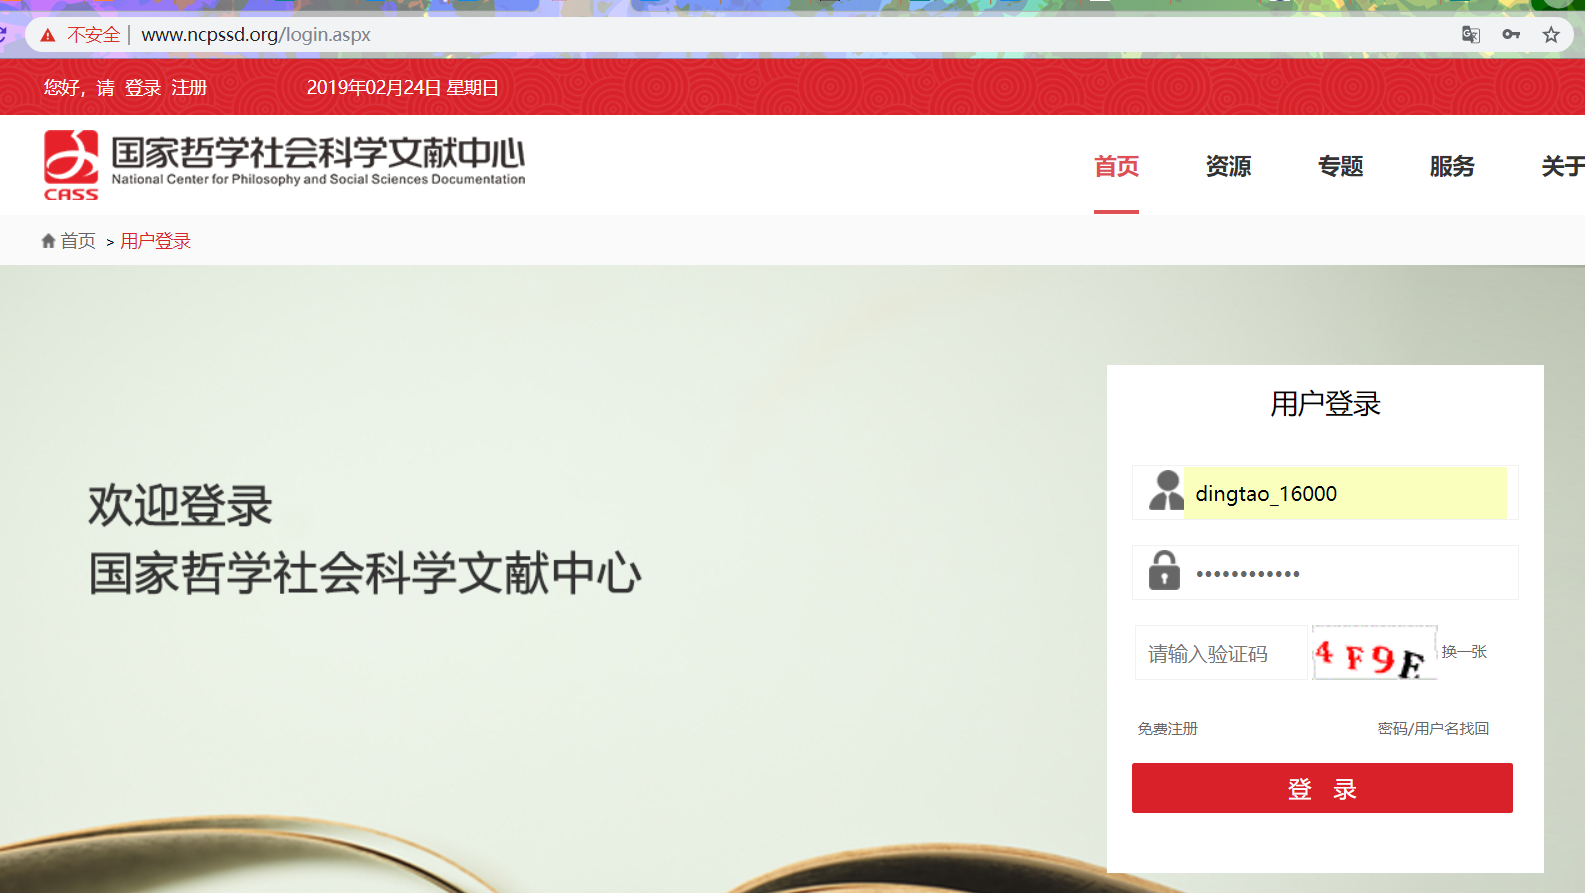 不安全 | www.ncpssd.org/login.aspx
您好，请 登录 注册 2019年02月24日 星期日
国家哲学社会科学文献中心
National Center for Philosophy and Social Sciences Documentation
CASS
首页 资源 专题 服务 关于
首页 > 用户登录
用户登录
dingtao_16000
欢迎登录
国家哲学社会科学文献中心
••••••••••••
请输入验证码 4F9E 换一张
免费注册 密码/用户名找回
登 录